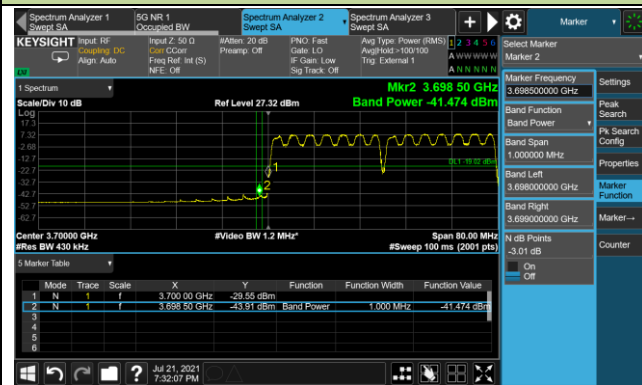 Spectrum Analyzer 1
Swept SA
5G NR 1
Occupied BW
Spectrum Analyzer 2
Swept SA
Spectrum Analyzer 3
Swept SA
Marker
KEYSIGHT
Input: RF
Coupling: DC
Align: Auto
Input Z: 50 Ω
Corr CCorr
Freq Ref: Int (S)
NFE: Off
#Atten: 20 dB
Preamp: Off
PNO: Fast
Gate: LO
IF Gain: Low
Sig Track: Off
Avg Type: Power (RMS)
Avg|Hold:>100/100
Trig: External 1
1 2 3 4 5 6
A W W W W W
A N N N N N
Select Marker
Marker 2
LXI
1 Spectrum
Scale/Div 10 dB
Ref Level 27.32 dBm
Mkr2 3.698 50 GHz
Band Power -41.474 dBm
Log
17.3
7.32
-2.68
-12.7
-22.7
-32.7
-42.7
-52.7
-62.7
DL1 -19.02 dBm
1
2
Center 3.70000 GHz
#Res BW 430 kHz
#Video BW 1.2 MHz*
Span 80.00 MHz
#Sweep 100 ms (2001 pts)
5 Marker Table
Mode Trace Scale X Y Function Function Width Function Value
1 N 1 f 3.700 00 GHz -29.55 dBm
2 N 1 f 3.698 50 GHz -43.91 dBm Band Power 1.000 MHz -41.474 dBm
3
4
5
6
Marker Frequency
3.698500000 GHz
Band Function
Band Power
Band Span
1.000000 MHz
Band Left
3.698000000 GHz
Band Right
3.699000000 GHz
N dB Points
-3.01 dB
On
Off
Settings
Peak
Search
Pk Search
Config
Properties
Marker
Function
Marker→
Counter
?
Jul 21, 2021
7:32:07 PM